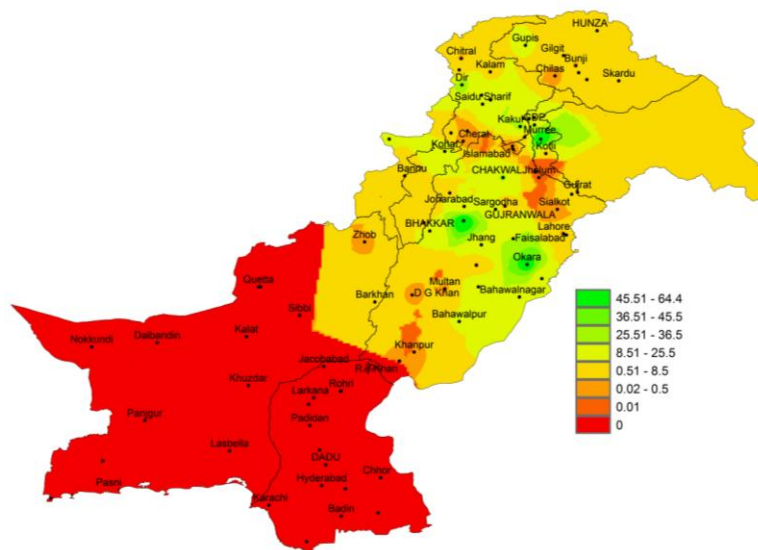 HUNZA
Gupis
Gilgit
Chitral
Bunji
Kalam
Chilas
Skardu
Dir
Saidu Sharif
Kakul
GDP
Murree
Cherat
Kohat
Islamabad
Kotli
Bannu
CHAKWAL
Jhelum
Gujrat
Joharabad
Sargodha
Sialkot
GUJRANWALA
BHAKKAR
Lahore
Zhob
Jhang
Faisalabad
Okara
Quetta
Multan
Barkhan
D G Khan
Bahawalnagar
Sibbi
Bahawalpur
Kalat
Nokkundi
Dalbandin
Khanpur
Jacobabad
Khuzdar
Rohri
Larkana
Panjgur
Padidan
Lasbella
DADU
Chhor
Pasni
Hyderabad
Karachi
Badin
45.51 - 64.4
36.51 - 45.5
25.51 - 36.5
8.51 - 25.5
0.51 - 8.5
0.02 - 0.5
0.01
0